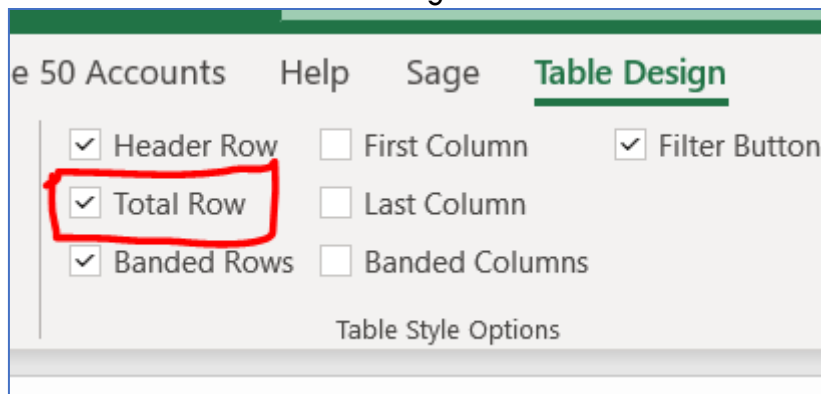 e 50 Accounts Help Sage Table Design
Header Row First Column Filter Button
Total Row Last Column
Banded Rows Banded Columns
Table Style Options